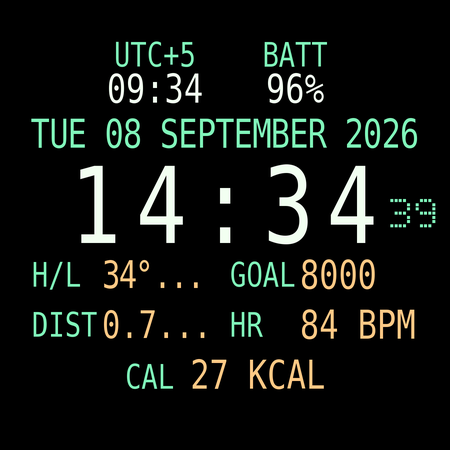 UTC+5 BATT
09:34 96%
TUE 08 SEPTEMBER 2026
14:34 39
H/L 34°... GOAL 8000
DIST 0.7... HR 84 BPM
CAL 27 KCAL